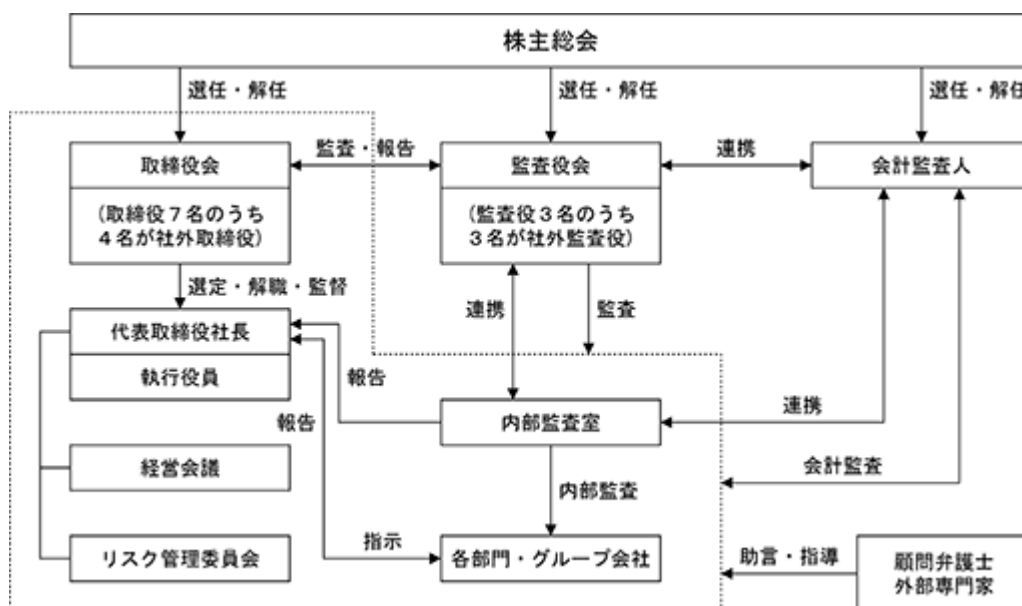 株主総会
選任・解任
選任・解任
選任・解任
取締役会
監査・報告
監査役会
連携
会計監査人
(取締役7名のうち
4名が社外取締役)
(監査役3名のうち
3名が社外監査役)
選定・解職・監督
連携
監査
代表取締役社長
執行役員
報告
報告
内部監査室
連携
経営会議
会計監査
内部監査
リスク管理委員会
指示
各部門・グループ会社
助言・指導
顧問弁護士
外部専門家